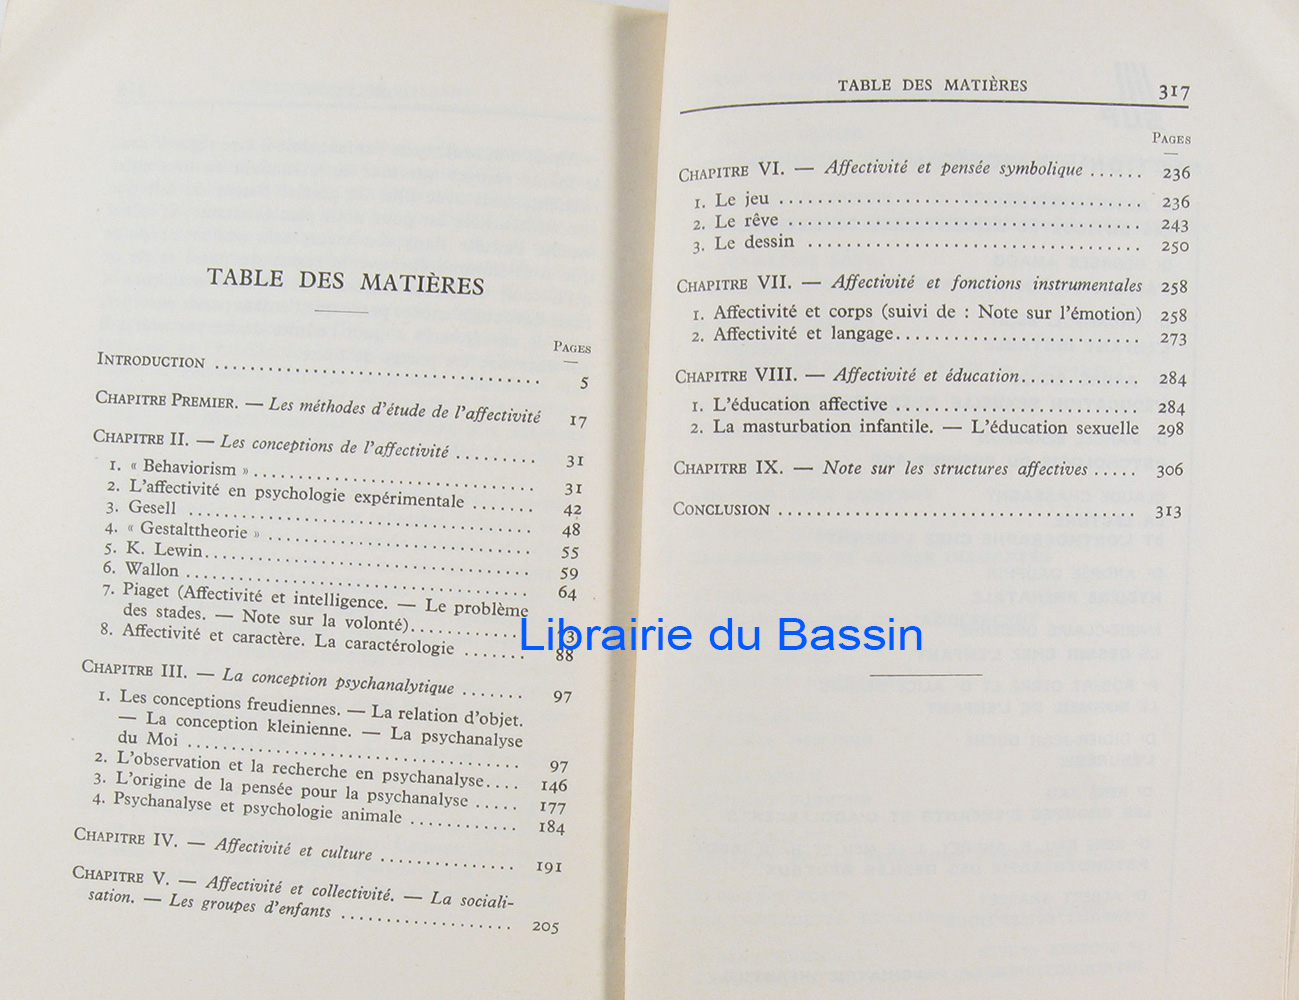 TABLE DES MATIÈRES
PAGES
INTRODUCTION .................................... 5
CHAPITRE PREMIER. — Les méthodes d'étude de l'affectivité 17
CHAPITRE II. — Les conceptions de l'affectivité ......... 31
1. « Behaviorism » ................................ 31
2. L'affectivité en psychologie expérimentale ....... 42
3. Gesell ....................................... 48
4. « Gestalttheorie » .............................. 55
5. K. Lewin..................................... 59
6. Wallon ....................................... 64
7. Piaget (Affectivité et intelligence. — Le problème
des stades. — Note sur la volonté)............ 73
8. Affectivité et caractère. La caractérologie ....... 88
CHAPITRE III. — La conception psychanalytique ....... 97
1. Les conceptions freudiennes. — La relation d'objet.
— La conception kleinienne. — La psychanalyse
du Moi ...................................... 97
2. L'observation et la recherche en psychanalyse.... 146
3. L'origine de la pensée pour la psychanalyse ..... 177
4. Psychanalyse et psychologie animale ............ 184
CHAPITRE IV. — Affectivité et culture ............... 191
CHAPITRE V. — Affectivité et collectivité. — La sociali-
sation. — Les groupes d'enfants ................... 205
TABLE DES MATIÈRES 317
PAGES
CHAPITRE VI. — Affectivité et pensée symbolique ...... 236
1. Le jeu ..................................... 236
2. Le rêve .................................... 243
3. Le dessin .................................. 250
CHAPITRE VII. — Affectivité et fonctions instrumentales 258
1. Affectivité et corps (suivi de : Note sur l'émotion) 258
2. Affectivité et langage........................... 273
CHAPITRE VIII. — Affectivité et éducation............. 284
1. L'éducation affective ........................... 284
2. La masturbation infantile. — L'éducation sexuelle 298
CHAPITRE IX. — Note sur les structures affectives ..... 306
CONCLUSION ..................................... 313
Librairie du Bassin